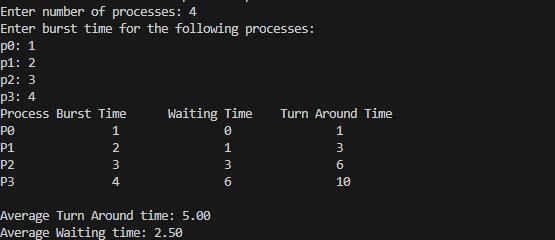 Enter number of processes: 4
Enter burst time for the following processes:
p0: 1
p1: 2
p2: 3
p3: 4
Process Burst Time      Waiting Time    Turn Around Time
P0              1               0               1
P1              2               1               3
P2              3               3               6
P3              4               6               10

Average Turn Around time: 5.00
Average Waiting time: 2.50